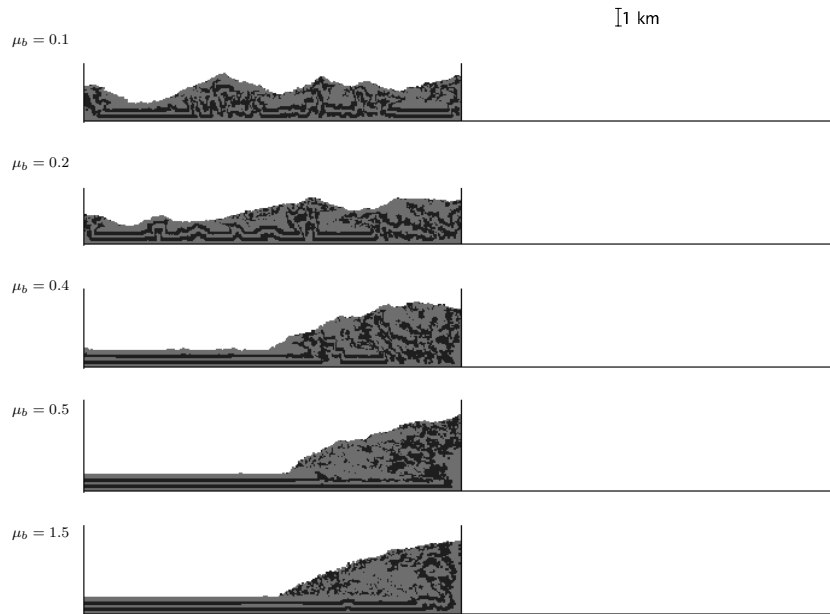 1 km
μb = 0.1
μb = 0.2
μb = 0.4
μb = 0.5
μb = 1.5